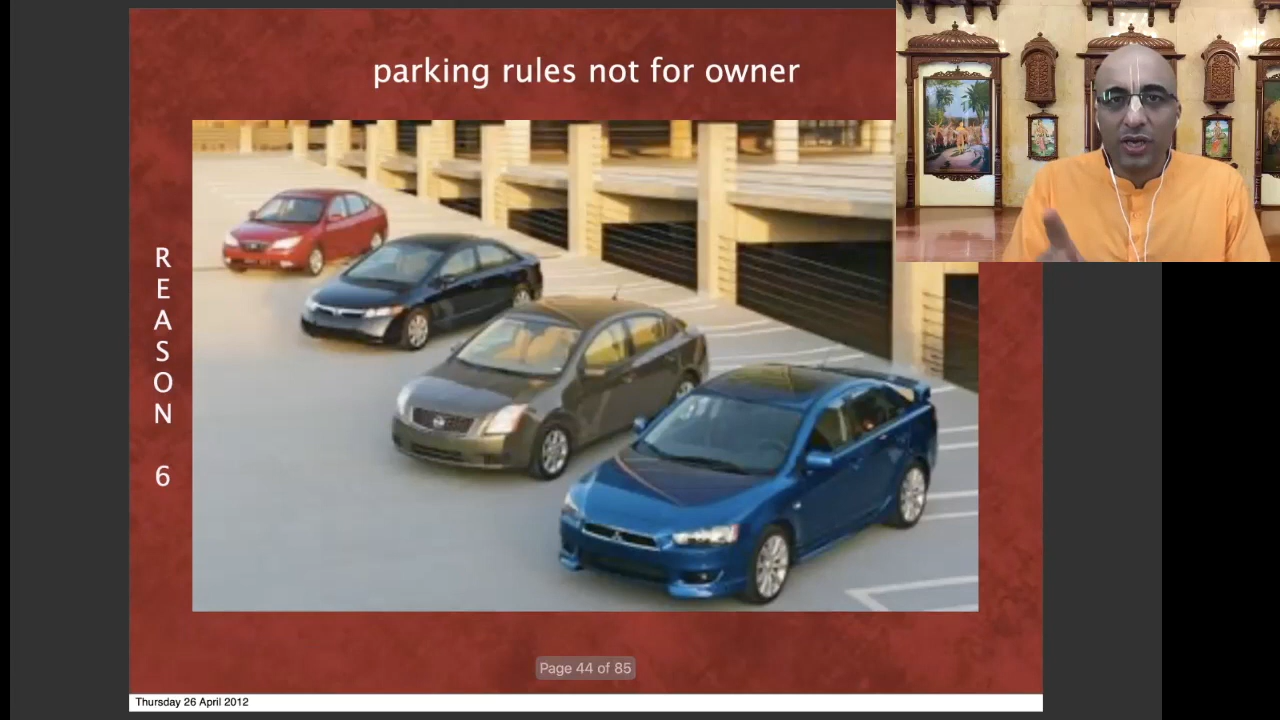 parking rules not for owner
R
E
A
S
O
N
6
Page 44 of 85
Thursday 26 April 2012